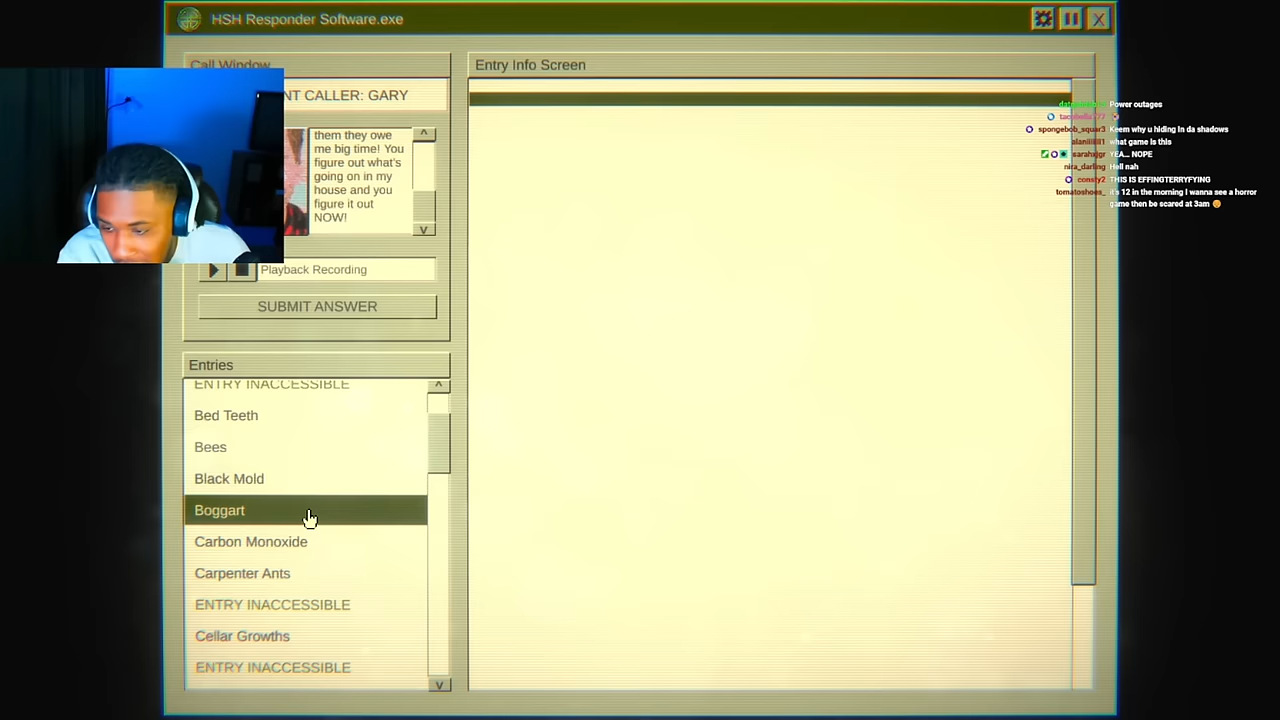 HSH Responder Software.exe
X
Call Window
Entry Info Screen
NT CALLER: GARY
them they owe
me big time! You
figure out what's
going on in my
house and you
figure it out
NOW!
Playback Recording
SUBMIT ANSWER
Entries
ENTRY INACCESSIBLE
Bed Teeth
Bees
Black Mold
Boggart
Carbon Monoxide
Carpenter Ants
ENTRY INACCESSIBLE
Cellar Growths
ENTRY INACCESSIBLE
Power outages
spongebob_squar3 Keem why u hiding in da shadows
what game is this
YEA... NOPE
nira_darling Hell nah
consty2 THIS IS EFFINGTERRYFYING
tomatoshoes_ it's 12 in the morning I wanna see a horror
game then be scared at 3am